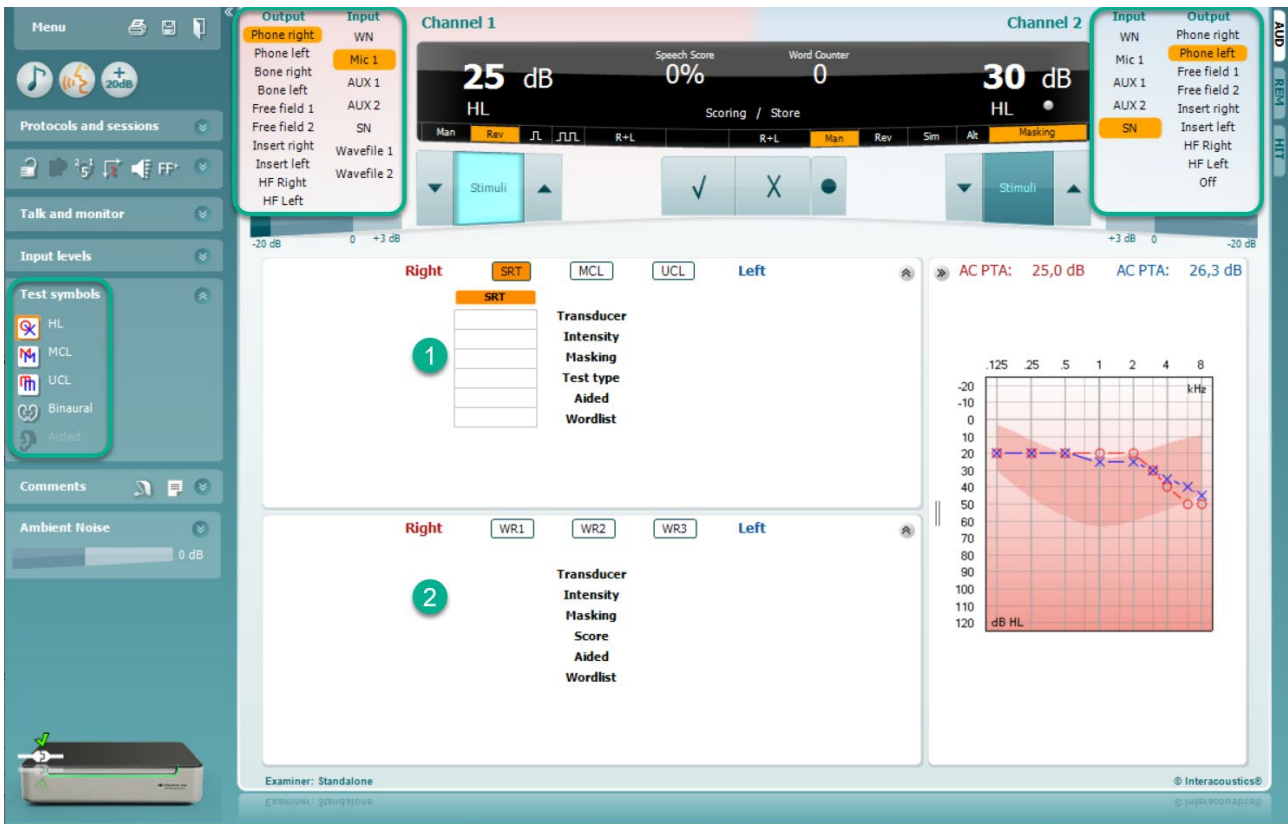 Menu
+ 20dB
Protocols and sessions
2 5 1 FF+
Talk and monitor
Input levels
Test symbols
HL
MCL
UCL
Binaural
Aided
Comments
Ambient Noise
0 dB
Output Input
Phone right WN
Phone left Mic 1
Bone right AUX 1
Bone left AUX 2
Free field 1 SN
Free field 2 Wavefile 1
Insert right Wavefile 2
Insert left
HF Right
HF Left
Channel 1
Channel 2
25 dB
HL
Speech Score
0%
Word Counter
0
Scoring / Store
30 dB
HL
Man Rev R+L R+L Man Rev Sim Alt Masking
Stimuli
√ X
Stimuli
Input Output
WN Phone right
Mic 1 Phone left
AUX 1 Free field 1
AUX 2 Free field 2
SN Insert right
Insert left
HF Right
HF Left
Off
AUD
REM
HIT
-20 dB 0 +3 dB
+3 dB 0 -20 dB
Right SRT MCL UCL Left
SRT
1
Transducer
Intensity
Masking
Test type
Aided
Wordlist
Right WR1 WR2 WR3 Left
2
Transducer
Intensity
Masking
Score
Aided
Wordlist
AC PTA: 25,0 dB AC PTA: 26,3 dB
.125 .25 .5 1 2 4 8
kHz
-20
-10
0
10
20
30
40
50
60
70
80
90
100
110
120
dB HL
Examiner: Standalone
© Interacoustics®